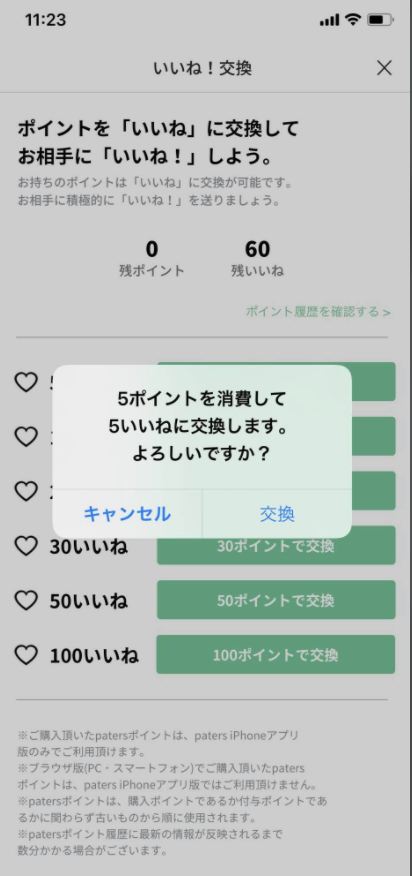 11:23
いいね！交換
ポイントを「いいね」に交換して
お相手に「いいね！」しよう。
お持ちのポイントは「いいね」に交換が可能です。
お相手に積極的に「いいね！」を送りましょう。
0
残ポイント
60
残いいね
ポイント履歴を確認する >
5ポイントを消費して
5いいねに交換します。
よろしいですか？
キャンセル
交換
30いいね
30ポイントで交換
50いいね
50ポイントで交換
100いいね
100ポイントで交換
※ご購入頂いたpatersポイントは、paters iPhoneアプリ
版のみでご利用頂けます。
※ブラウザ版(PC・スマートフォン)でご購入頂いたpaters
ポイントは、paters iPhoneアプリ版ではご利用頂けません。
※patersポイントは、購入ポイントであるか付与ポイントであ
るかに関わらず古いものから順に使用されます。
※patersポイント履歴に最新の情報が反映されるまで
数分かかる場合がございます。